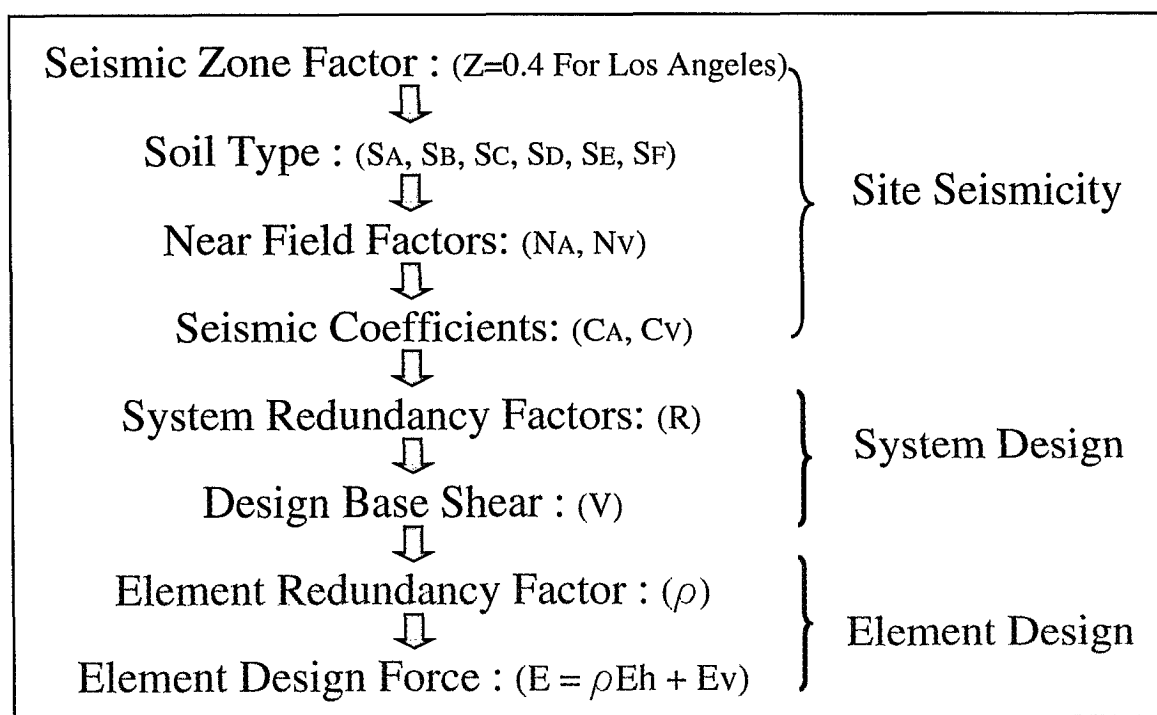 Seismic Zone Factor : (Z=0.4 For Los Angeles)
Soil Type : (SA, SB, SC, SD, SE, SF)
Site Seismicity
Near Field Factors: (NA, NV)
Seismic Coefficients: (CA, CV)
System Redundancy Factors: (R)
System Design
Design Base Shear : (V)
Element Redundancy Factor : (ρ)
Element Design
Element Design Force : (E = ρEh + Ev)